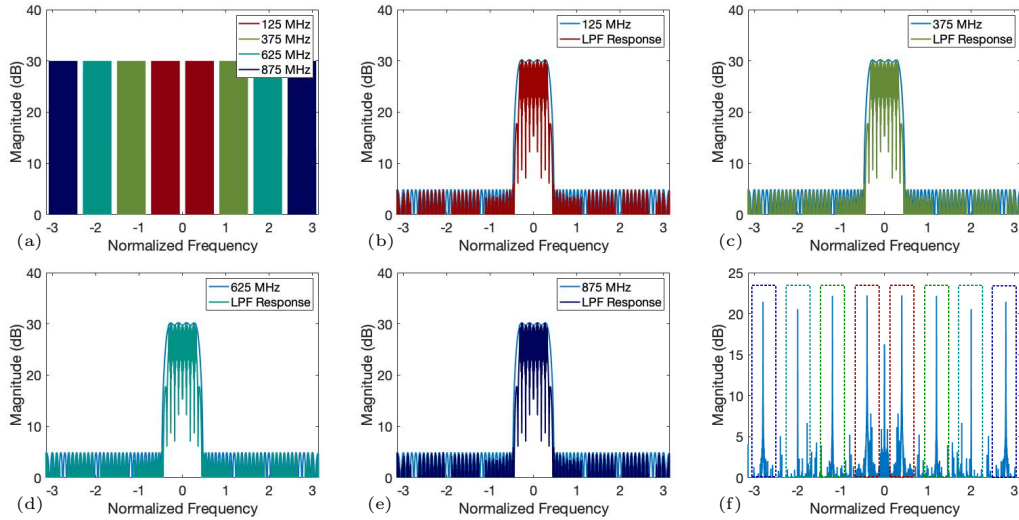 40
30
20
10
0
Magnitude (dB)
-3 -2 -1 0 1 2 3
Normalized Frequency
125 MHz
375 MHz
625 MHz
875 MHz
(a)
40
30
20
10
0
Magnitude (dB)
-3 -2 -1 0 1 2 3
Normalized Frequency
125 MHz
LPF Response
(b)
40
30
20
10
0
Magnitude (dB)
-3 -2 -1 0 1 2 3
Normalized Frequency
375 MHz
LPF Response
(c)
40
30
20
10
0
Magnitude (dB)
-3 -2 -1 0 1 2 3
Normalized Frequency
625 MHz
LPF Response
(d)
40
30
20
10
0
Magnitude (dB)
-3 -2 -1 0 1 2 3
Normalized Frequency
875 MHz
LPF Response
(e)
25
20
15
10
5
0
Magnitude (dB)
-3 -2 -1 0 1 2 3
Normalized Frequency
(f)